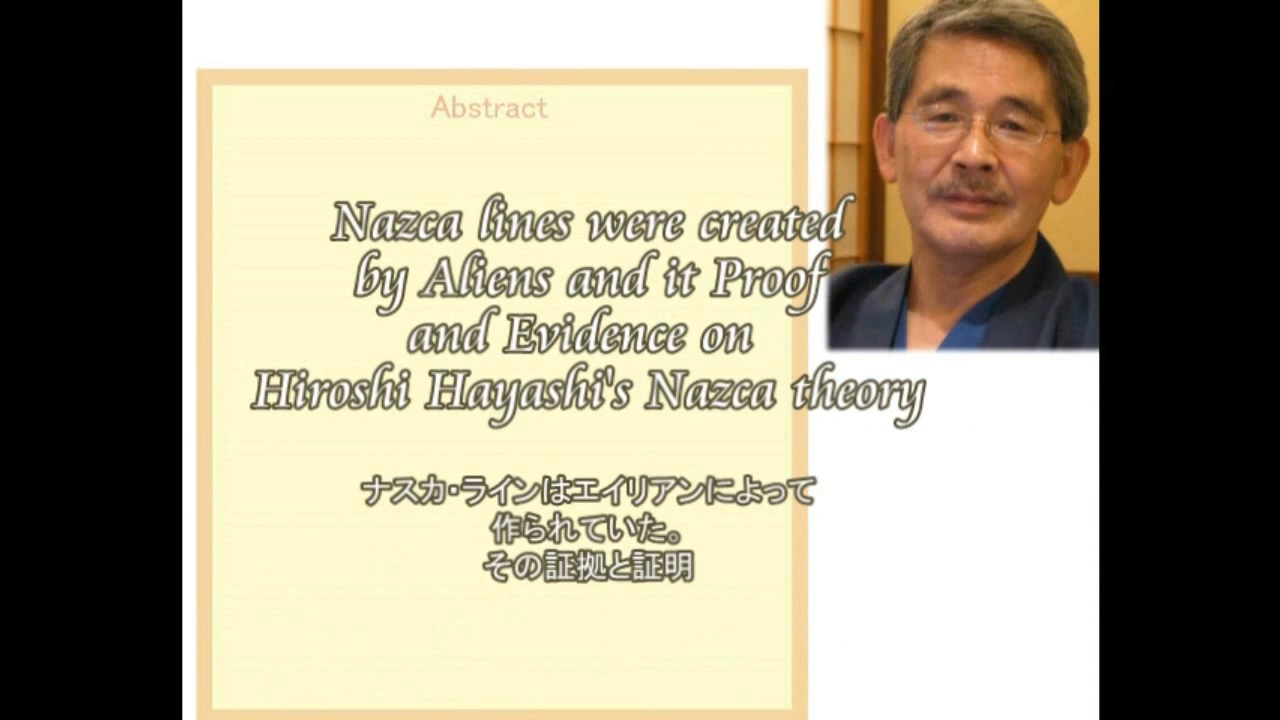 Abstract
Nazca lines were created
by Aliens and it Proof
and Evidence on
Hiroshi Hayashi's Nazca theory
ナスカ・ラインはエイリアンによって
作られていた。
その証拠と証明